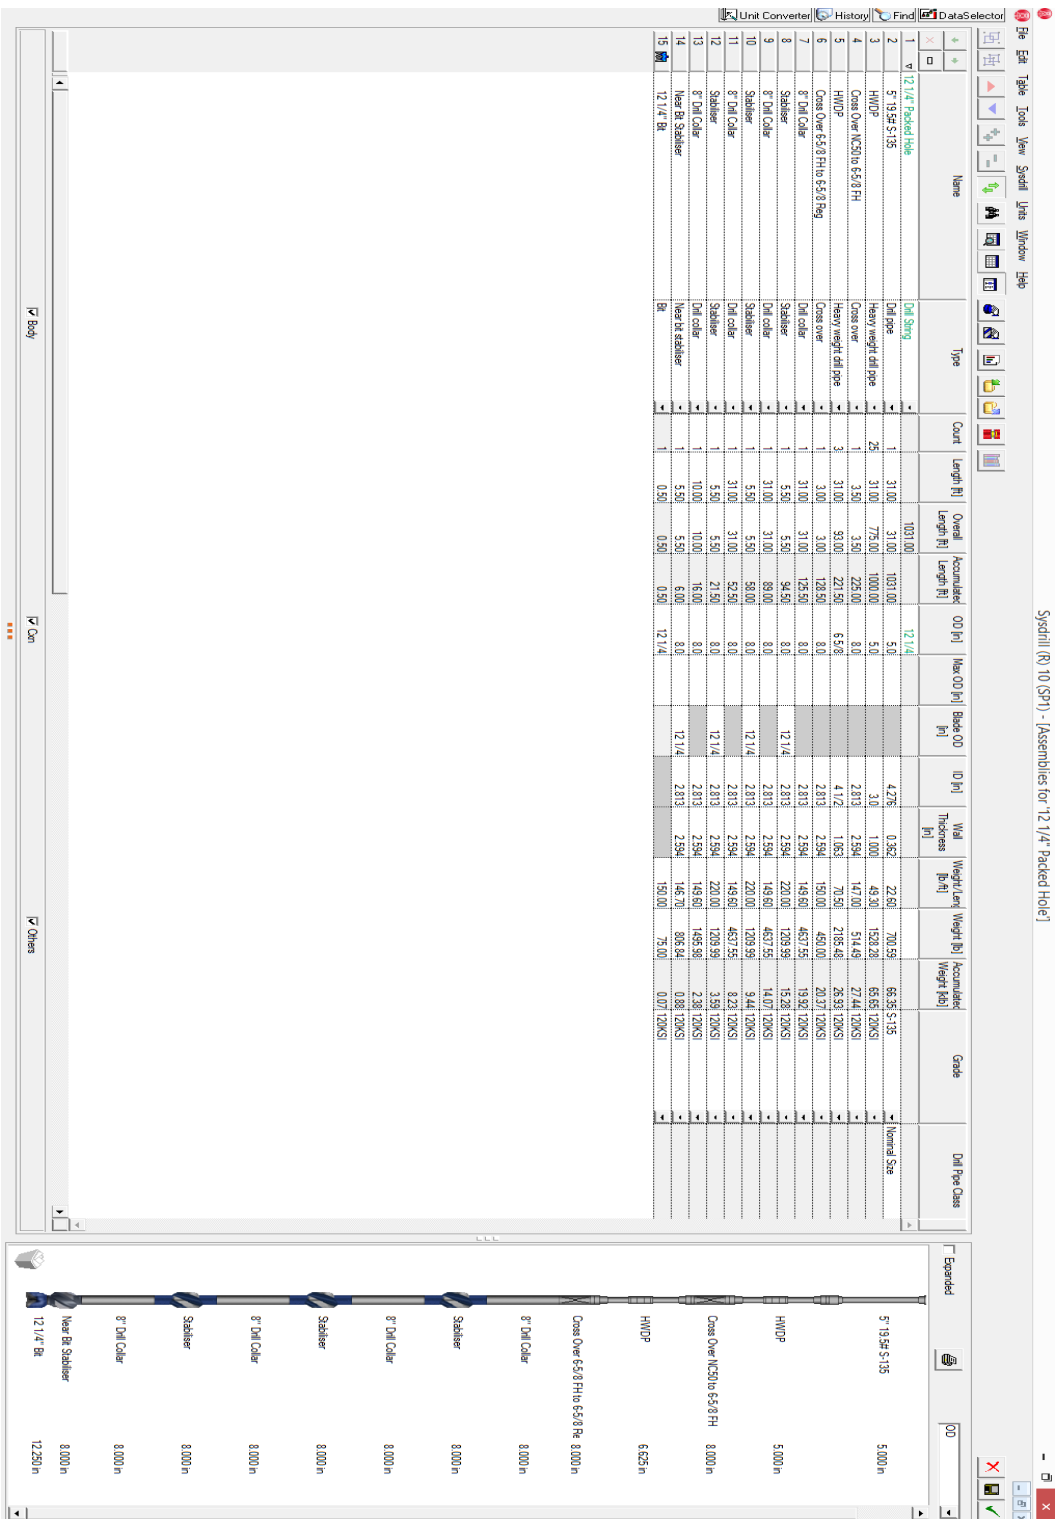 Sysdrill (R) 10 (SP1) - [Assemblies for '12 1/4" Packed Hole']
File Edit Table Tools View Sysdrill Units Window Help
DataSelector Find History Unit Converter
Name Type Count Length [ft] Overall Length [ft] Accumulated Length [ft] OD [in] Max OD [in] Blade OD [in] ID [in] Wall Thickness [in] Weight/Len [lb/ft] Weight [lb] Accumulated Weight [klb] Grade Drill Pipe Class
1 12 1/4" Packed Hole Drill String 1031.00 12 1/4
2 5" 19.5# S-135 Drill pipe 1 31.00 31.00 1031.00 5.0 4.276 0.362 22.60 700.59 66.35 S-135 Nominal Size
3 HWDP Heavy weight drill pipe 25 31.00 775.00 1000.00 5.0 3.0 1.000 49.30 1528.28 65.65 120KSI
4 Cross Over NC50 to 6-5/8 FH Cross over 1 3.50 3.50 225.00 8.0 2.813 2.594 147.00 514.49 27.44 120KSI
5 HWDP Heavy weight drill pipe 3 31.00 93.00 221.50 6 5/8 4 1/2 1.063 70.50 2185.48 26.93 120KSI
6 Cross Over 6-5/8 FH to 6-5/8 Reg Cross over 1 3.00 3.00 128.50 8.0 2.813 2.594 150.00 450.00 20.37 120KSI
7 8" Drill Collar Drill collar 1 31.00 31.00 125.50 8.0 2.813 2.594 149.60 4637.55 19.92 120KSI
8 Stabiliser Stabiliser 1 5.50 5.50 94.50 8.0 12 1/4 2.813 2.594 220.00 1209.99 15.28 120KSI
9 8" Drill Collar Drill collar 1 31.00 31.00 89.00 8.0 2.813 2.594 149.60 4637.55 14.07 120KSI
10 Stabiliser Stabiliser 1 5.50 5.50 58.00 8.0 12 1/4 2.813 2.594 220.00 1209.99 9.44 120KSI
11 8" Drill Collar Drill collar 1 31.00 31.00 52.50 8.0 2.813 2.594 149.60 4637.55 8.23 120KSI
12 Stabiliser Stabiliser 1 5.50 5.50 21.50 8.0 12 1/4 2.813 2.594 220.00 1209.99 3.59 120KSI
13 8" Drill Collar Drill collar 1 10.00 10.00 16.00 8.0 2.813 2.594 149.60 1495.98 2.38 120KSI
14 Near Bit Stabiliser Near bit stabiliser 1 5.50 5.50 6.00 8.0 12 1/4 2.813 2.594 146.70 806.84 0.88 120KSI
15 12 1/4" Bit Bit 1 0.50 0.50 0.50 12 1/4 150.00 75.00 0.07 120KSI
Body Con Others
Expanded OD
5" 19.5# S-135 5.000 in
HWDP 5.000 in
Cross Over NC50 to 6-5/8 FH 8.000 in
HWDP 6.625 in
Cross Over 6-5/8 FH to 6-5/8 Re 8.000 in
8" Drill Collar 8.000 in
Stabiliser 8.000 in
8" Drill Collar 8.000 in
Stabiliser 8.000 in
8" Drill Collar 8.000 in
Stabiliser 8.000 in
8" Drill Collar 8.000 in
Near Bit Stabiliser 8.000 in
12 1/4" Bit 12.250 in